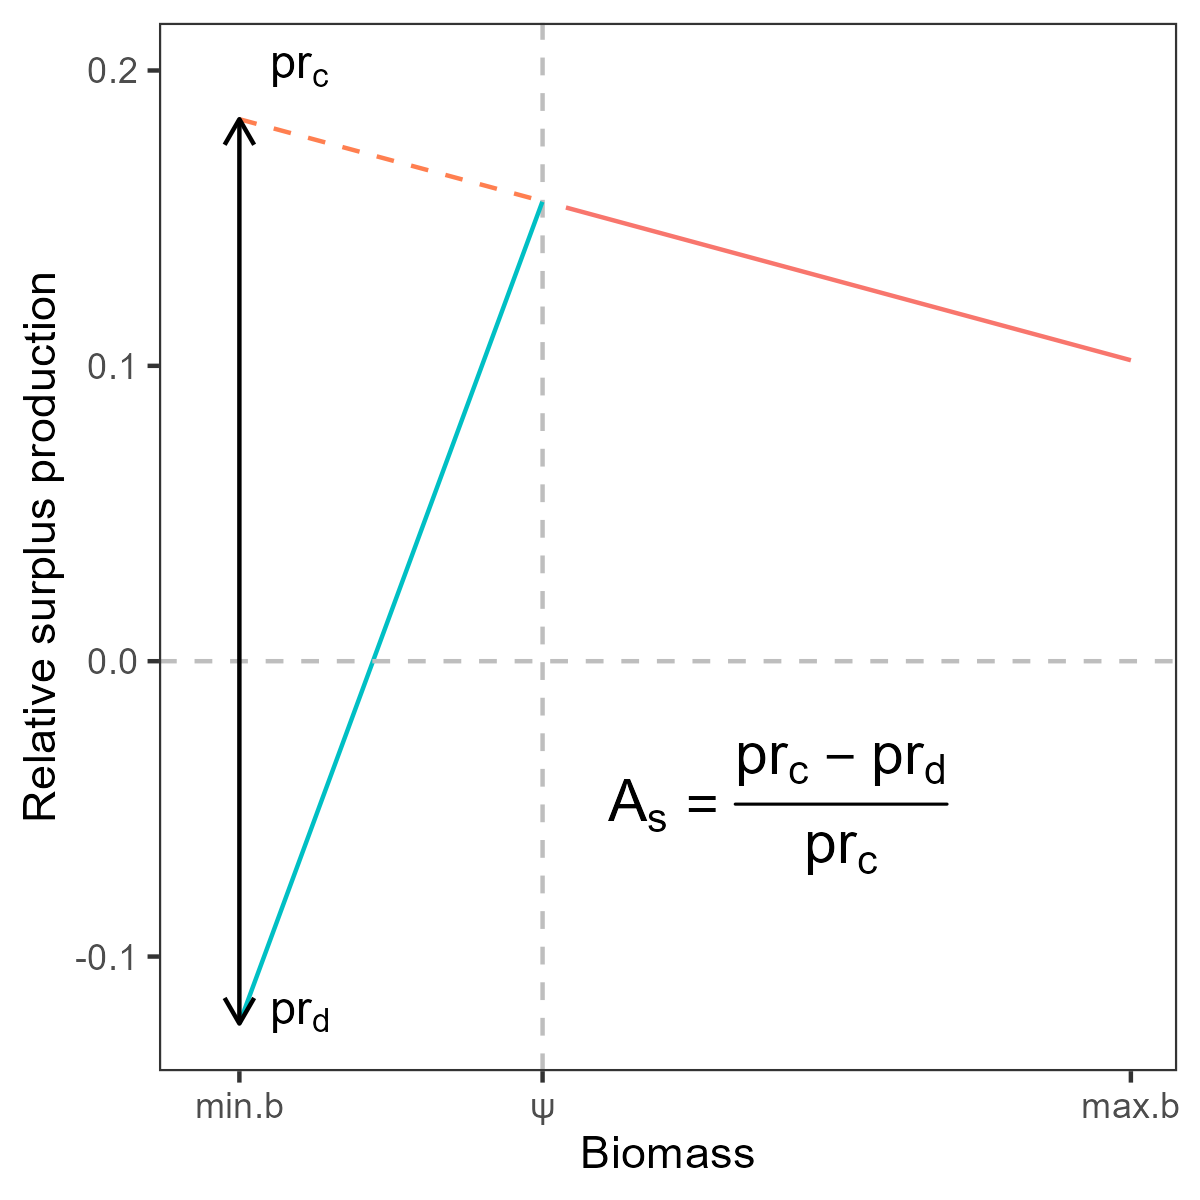 0.2
0.1
0.0
-0.1
Relative surplus production
pr_c
pr_d
A_s = (pr_c − pr_d) / pr_c
min.b
ψ
max.b
Biomass